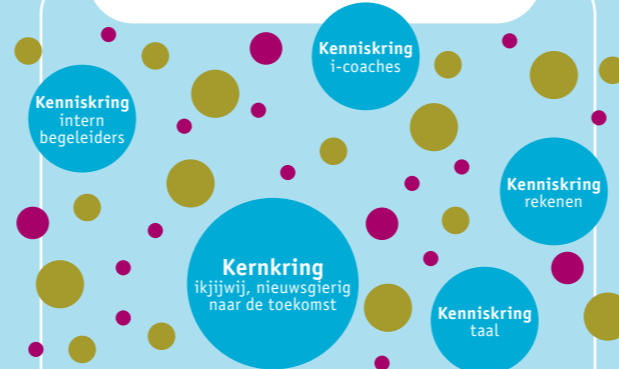 Kenniskring
i-coaches
Kenniskring
intern
begeleiders
Kenniskring
rekenen
Kernkring
ikjijwij, nieuwsgierig
naar de toekomst
Kenniskring
taal